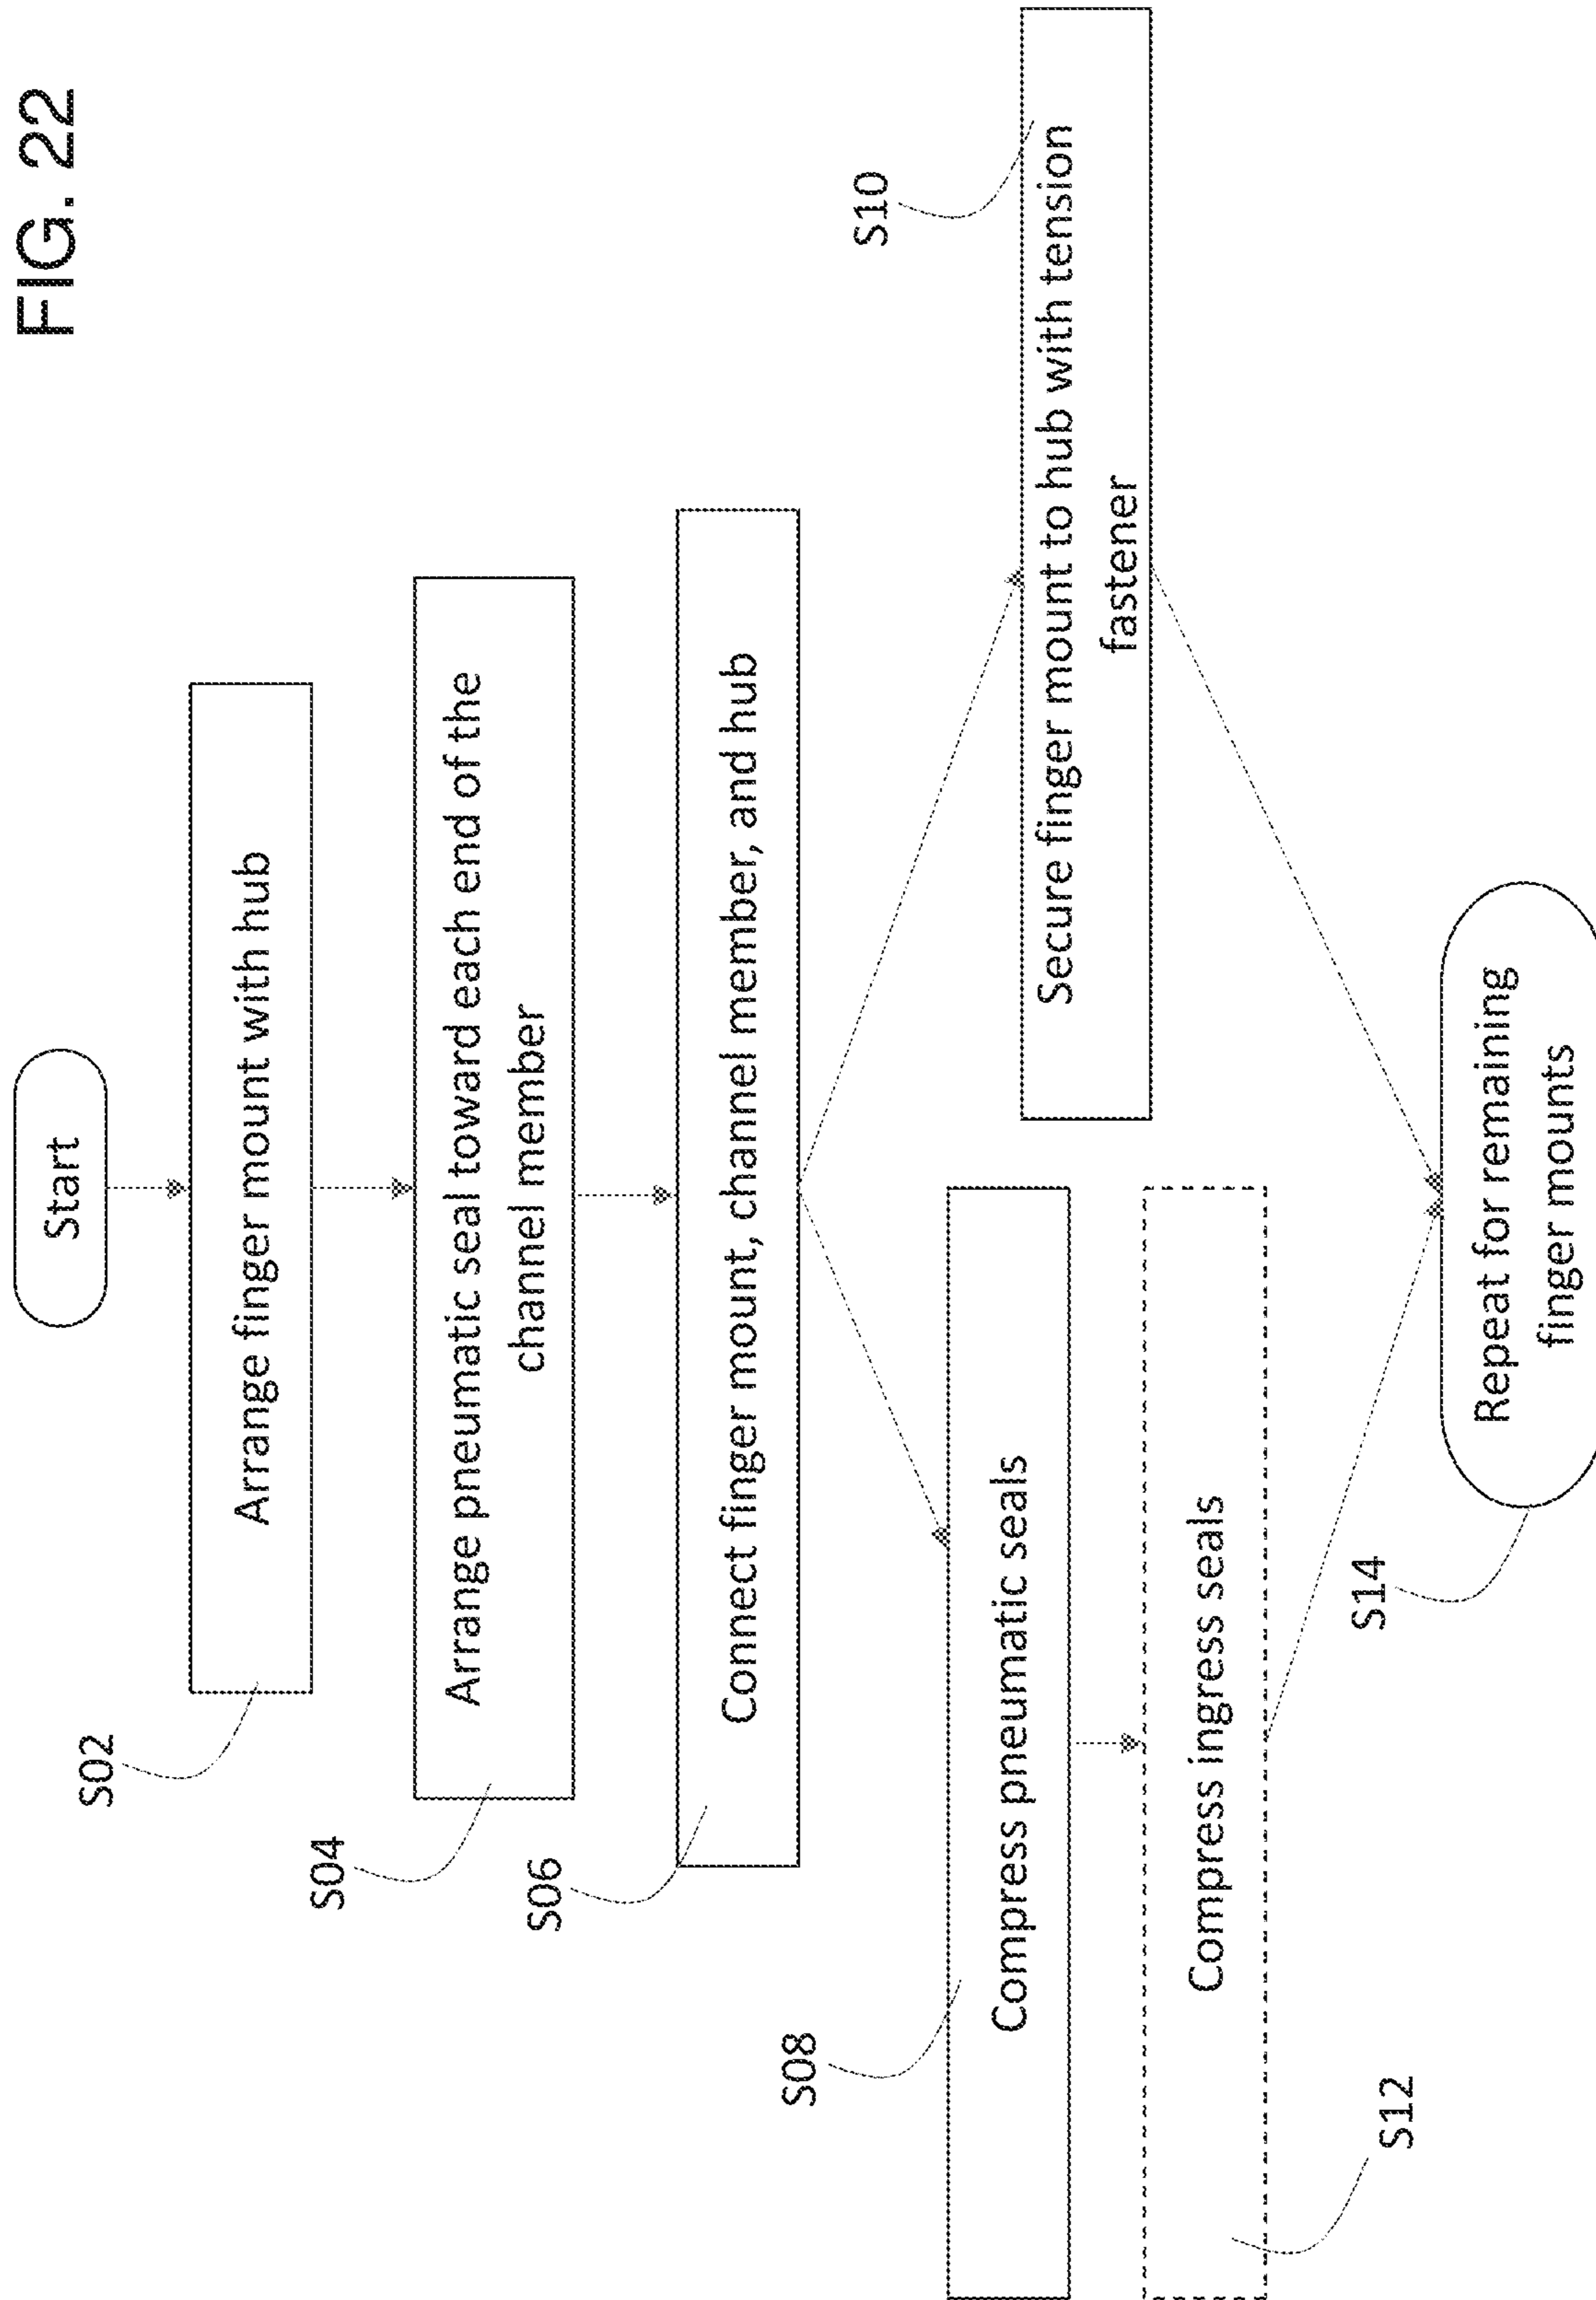 FIG. 22
Start
S02
Arrange finger mount with hub
S04
Arrange pneumatic seal toward each end of the
channel member
S06
Connect finger mount, channel member, and hub
S08
Compress pneumatic seals
S10
Secure finger mount to hub with tension
fastener
S12
Compress ingress seals
S14
Repeat for remaining
finger mounts